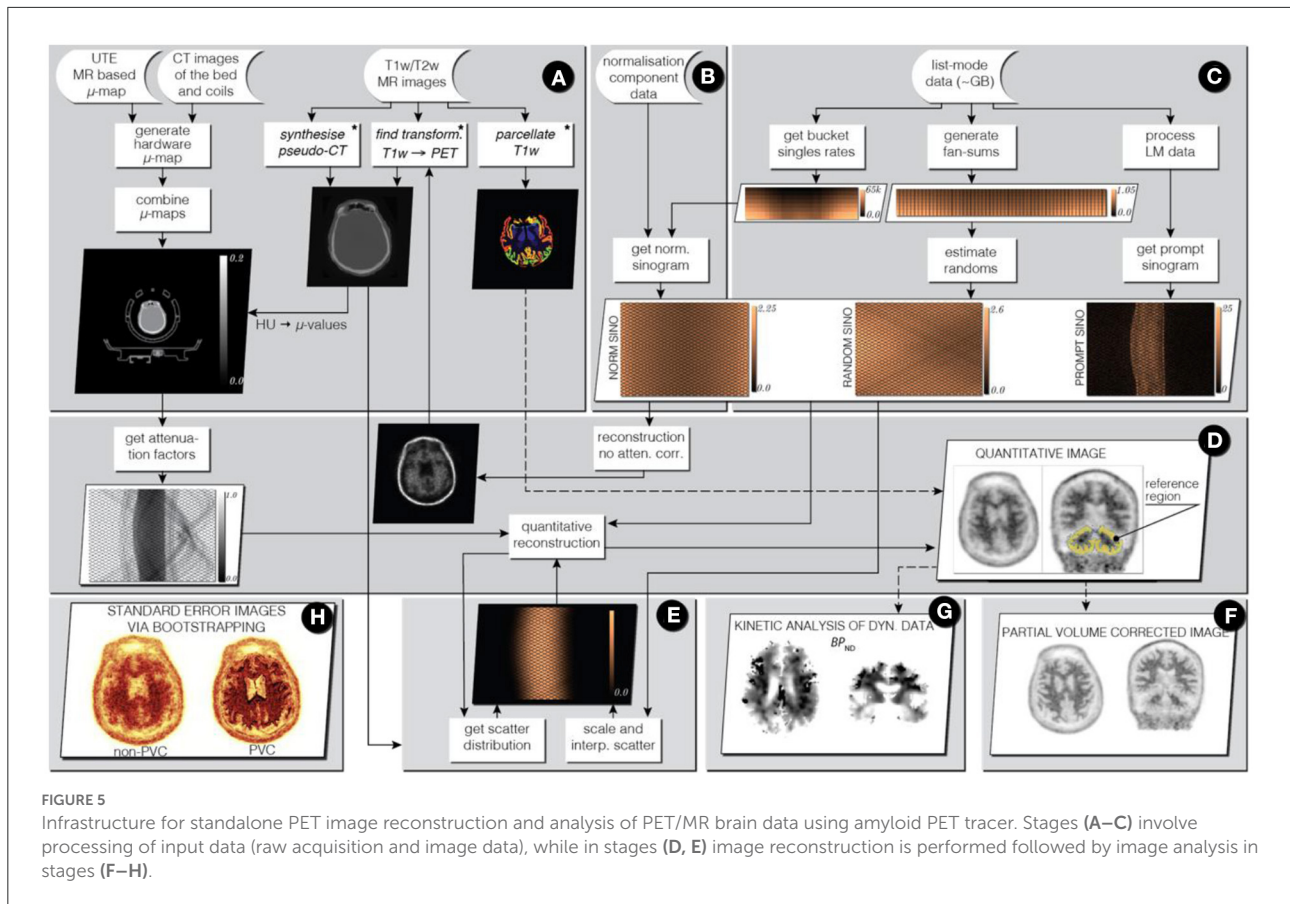 UTE
MR based
μ-map
CT images
of the bed
and coils
T1w/T2w
MR images
A
generate
hardware
μ-map
combine
μ-maps
synthesise *
pseudo-CT
find transform. *
T1w → PET
parcellate *
T1w
0.2
0.0
HU → μ-values
normalisation
component
data
B
get norm.
sinogram
list-mode
data (~GB)
C
get bucket
singles rates
generate
fan-sums
process
LM data
65k
0.0
1.05
0.0
estimate
randoms
get prompt
sinogram
NORM SINO
2.25
0.0
RANDOM SINO
2.6
0.0
PROMPT SINO
25
0.0
get attenua-
tion factors
1.0
0.0
reconstruction
no atten. corr.
quantitative
reconstruction
D
QUANTITATIVE IMAGE
reference
region
H
STANDARD ERROR IMAGES
VIA BOOTSTRAPPING
non-PVC
PVC
E
0.0
get scatter
distribution
scale and
interp. scatter
G
KINETIC ANALYSIS OF DYN. DATA
BPND
F
PARTIAL VOLUME CORRECTED IMAGE
FIGURE 5
Infrastructure for standalone PET image reconstruction and analysis of PET/MR brain data using amyloid PET tracer. Stages (A–C) involve
processing of input data (raw acquisition and image data), while in stages (D, E) image reconstruction is performed followed by image analysis in
stages (F–H).